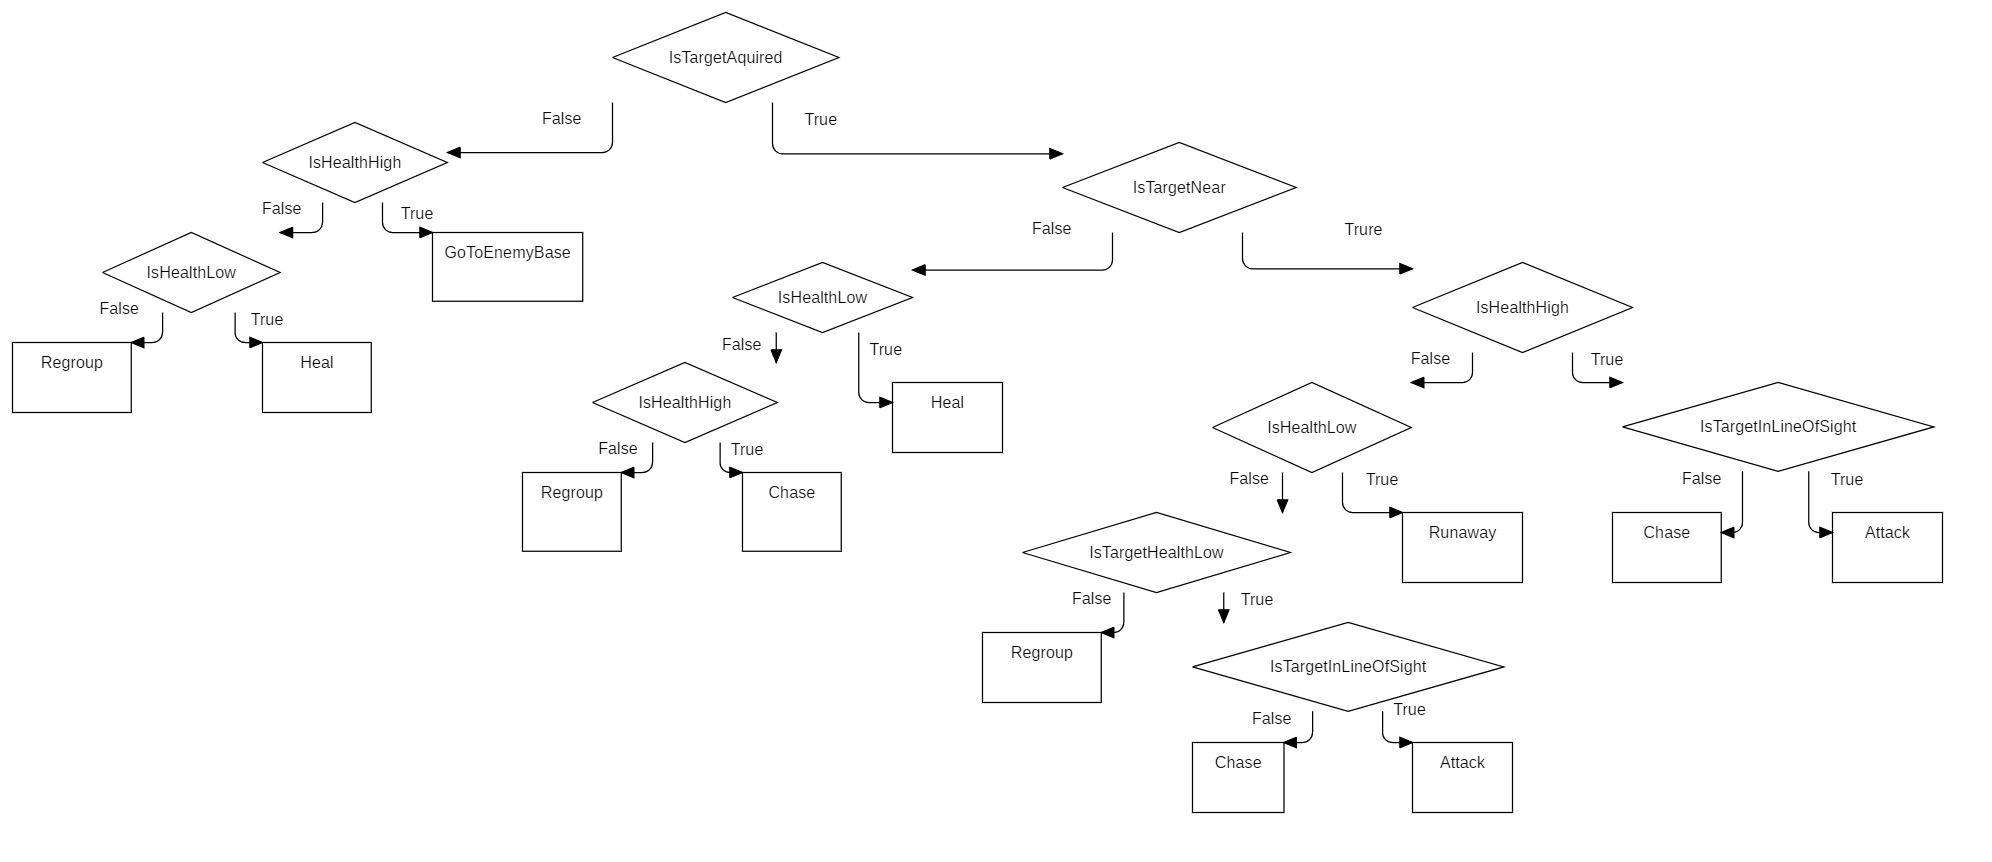 IsTargetAquired
False
True
IsHealthHigh
IsTargetNear
False
True
False
Trure
IsHealthLow
GoToEnemyBase
IsHealthLow
IsHealthHigh
False
True
False
True
False
True
Regroup
Heal
IsHealthHigh
Heal
IsHealthLow
IsTargetInLineOfSight
False
True
False
True
False
True
Regroup
Chase
Runaway
Chase
Attack
IsTargetHealthLow
False
True
Regroup
IsTargetInLineOfSight
False
True
Chase
Attack